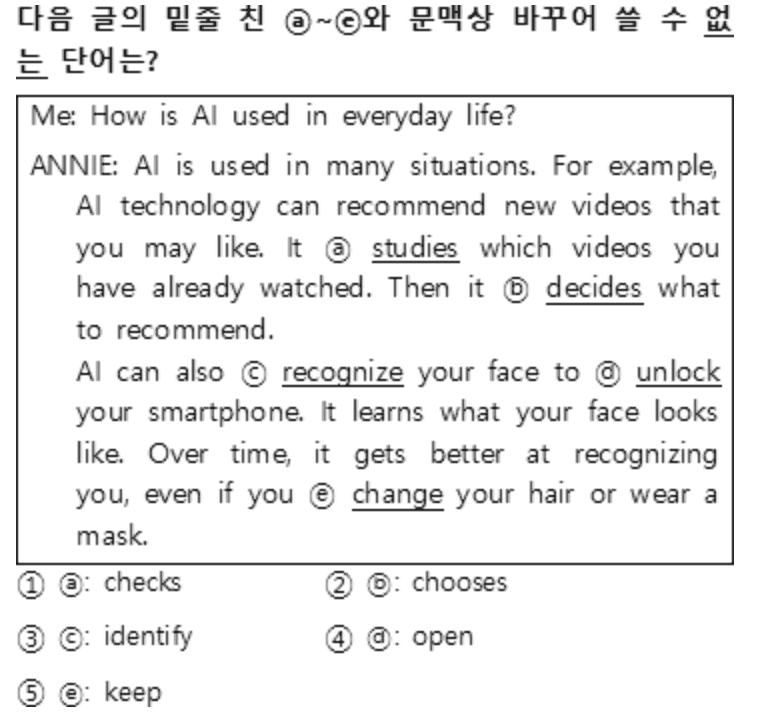 다음 글의 밑줄 친 ⓐ~ⓔ와 문맥상 바꾸어 쓸 수 없
는 단어는?
Me: How is AI used in everyday life?
ANNIE: AI is used in many situations. For example,
AI technology can recommend new videos that
you may like. It ⓐ studies which videos you
have already watched. Then it ⓑ decides what
to recommend.
AI can also ⓒ recognize your face to ⓓ unlock
your smartphone. It learns what your face looks
like. Over time, it gets better at recognizing
you, even if you ⓔ change your hair or wear a
mask.
① ⓐ: checks ② ⓑ: chooses
③ ⓒ: identify ④ ⓓ: open
⑤ ⓔ: keep